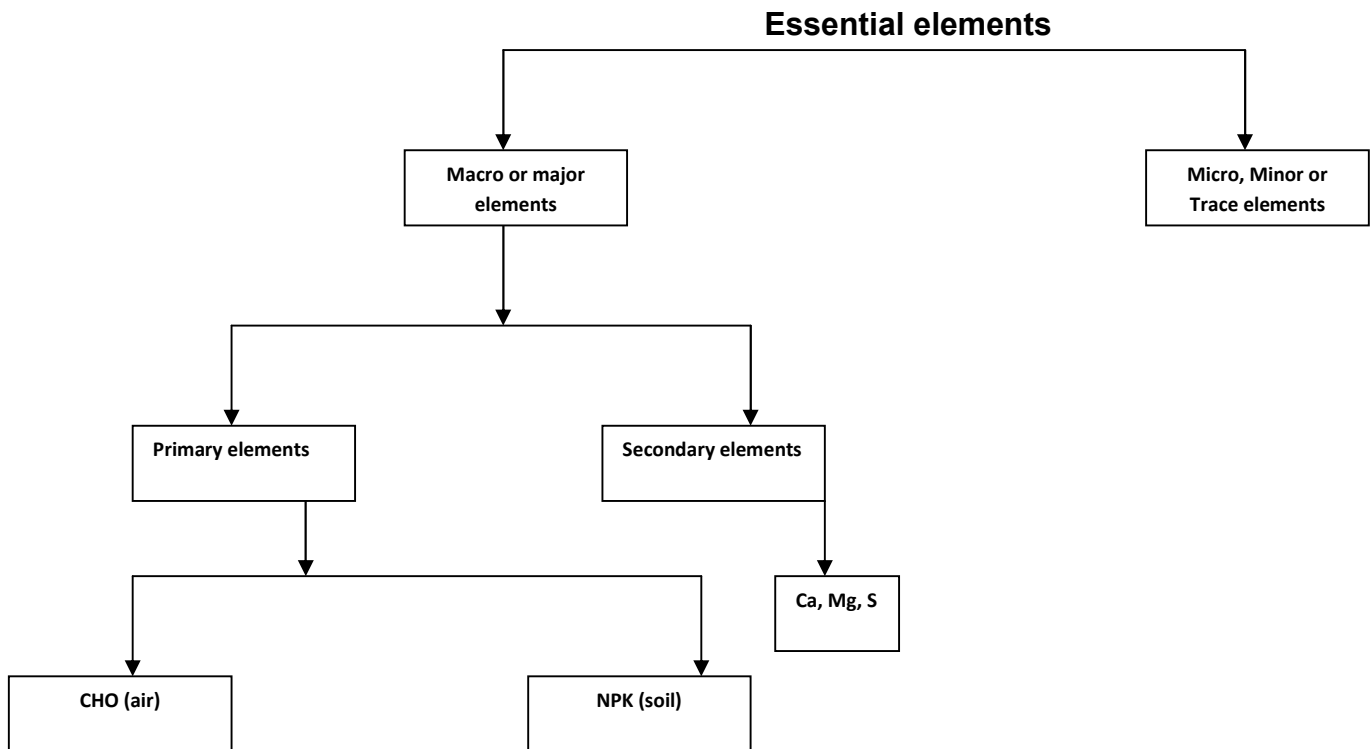 Essential elements
Macro or major
elements
Micro, Minor or
Trace elements
Primary elements
Secondary elements
Ca, Mg, S
CHO (air)
NPK (soil)